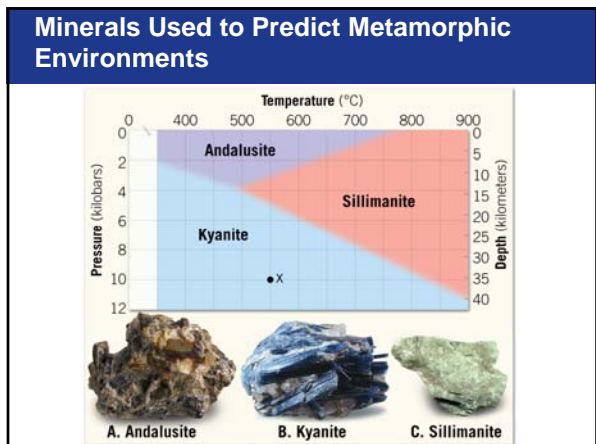 Minerals Used to Predict Metamorphic
Environments
Temperature (°C)
0 400 500 600 700 800 900
Pressure (kilobars)
0
2
4
6
8
10
12
Andalusite
Sillimanite
Kyanite
X
0
5
10
15
20
25
30
35
40
Depth (kilometers)
A. Andalusite B. Kyanite C. Sillimanite